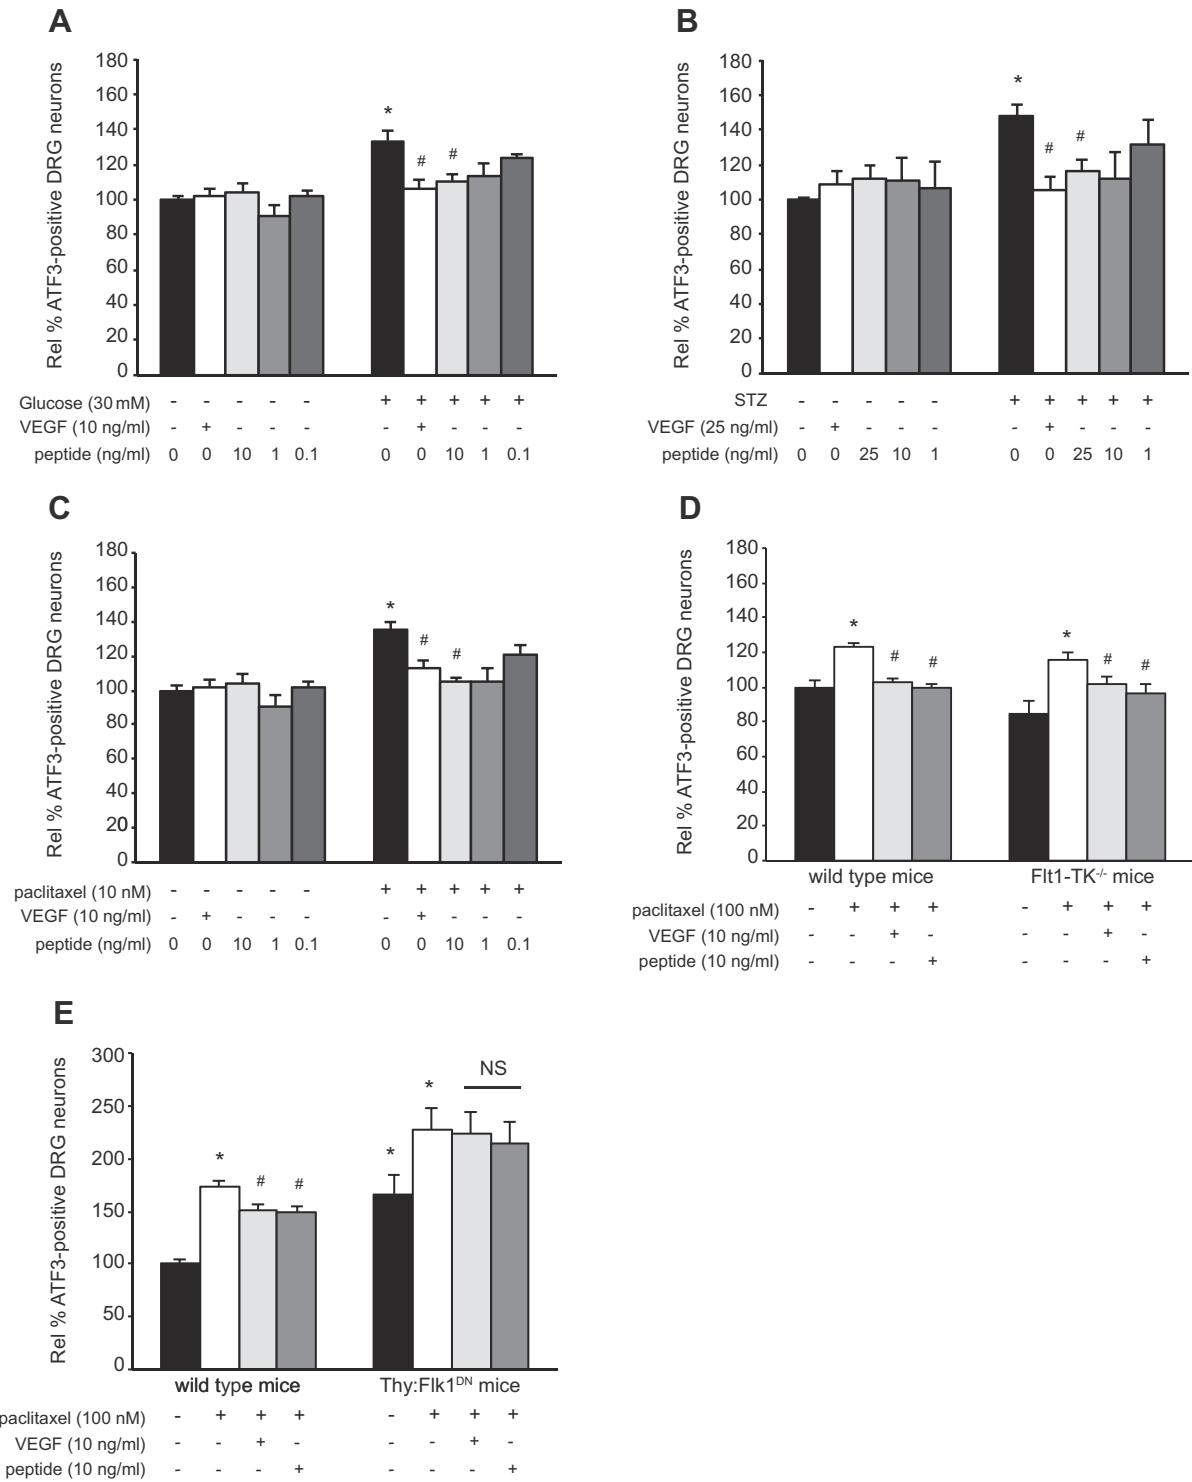 A
Rel % ATF3-positive DRG neurons
180
160
140
120
100
80
60
40
20
0
*
#
#
Glucose (30 mM) - - - - - + + + + +
VEGF (10 ng/ml) - + - - - - + - - -
peptide (ng/ml) 0 0 10 1 0.1 0 0 10 1 0.1
B
Rel % ATF3-positive DRG neurons
180
160
140
120
100
80
60
40
20
0
*
#
#
STZ - - - - - + + + + +
VEGF (25 ng/ml) - + - - - - + - - -
peptide (ng/ml) 0 0 25 10 1 0 0 25 10 1
C
Rel % ATF3-positive DRG neurons
180
160
140
120
100
80
60
40
20
0
*
#
#
paclitaxel (10 nM) - - - - - + + + + +
VEGF (10 ng/ml) - + - - - - + - - -
peptide (ng/ml) 0 0 10 1 0.1 0 0 10 1 0.1
D
Rel % ATF3-positive DRG neurons
180
160
140
120
100
80
60
40
20
0
*
#
#
*
#
#
wild type mice Flt1-TK-/- mice
paclitaxel (100 nM) - + + + - + + +
VEGF (10 ng/ml) - - + - - - + -
peptide (10 ng/ml) - - - + - - - +
E
Rel % ATF3-positive DRG neurons
300
250
200
150
100
50
0
*
#
#
*
*
NS
wild type mice Thy:Flk1DN mice
paclitaxel (100 nM) - + + + - + + +
VEGF (10 ng/ml) - - + - - - + -
peptide (10 ng/ml) - - - + - - - +